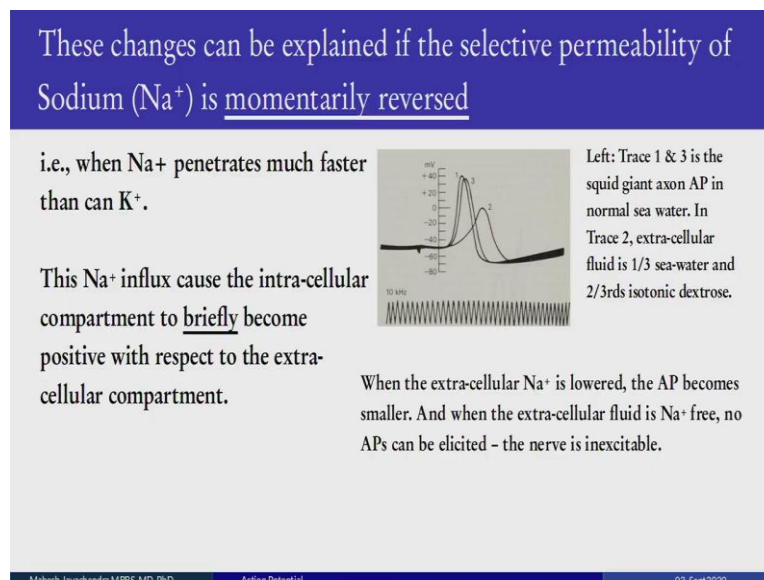 These changes can be explained if the selective permeability of
Sodium (Na⁺) is momentarily reversed
i.e., when Na+ penetrates much faster
than can K⁺.
This Na⁺ influx cause the intra-cellular
compartment to briefly become
positive with respect to the extra-
cellular compartment.
mV
+40
+20
0
-20
-40
-60
-80
1
3
2
10 kHz
Left: Trace 1 & 3 is the
squid giant axon AP in
normal sea water. In
Trace 2, extra-cellular
fluid is 1/3 sea-water and
2/3rds isotonic dextrose.
When the extra-cellular Na⁺ is lowered, the AP becomes
smaller. And when the extra-cellular fluid is Na⁺ free, no
APs can be elicited – the nerve is inexcitable.
Mahesh Jayachandra MBBS, MD, PhD
Action Potential